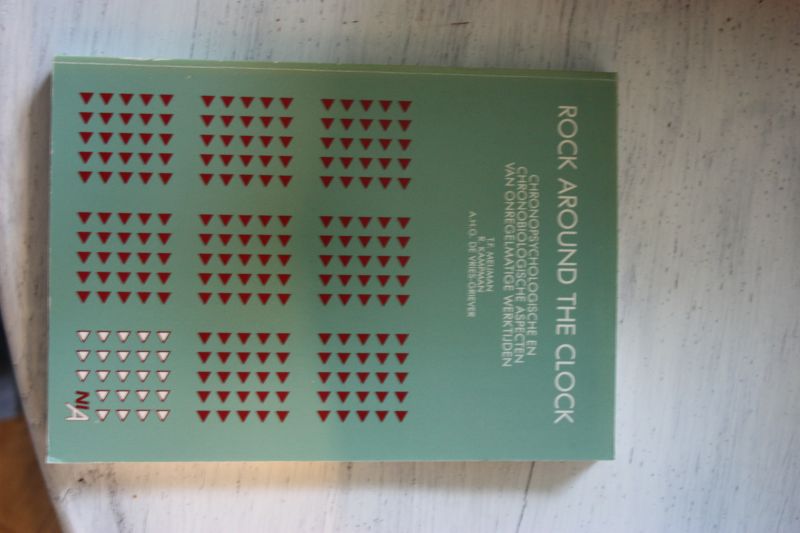 ROCK AROUND THE CLOCK
CHRONOPSYCHOLOGISCHE EN
CHRONOBIOLOGISCHE ASPECTEN
VAN ONREGELMATIGE WERKTIJDEN
T.F. MEIJMAN
R. KAMPMAN
A.H.G. DE VRIES-GRIEVER
NIA